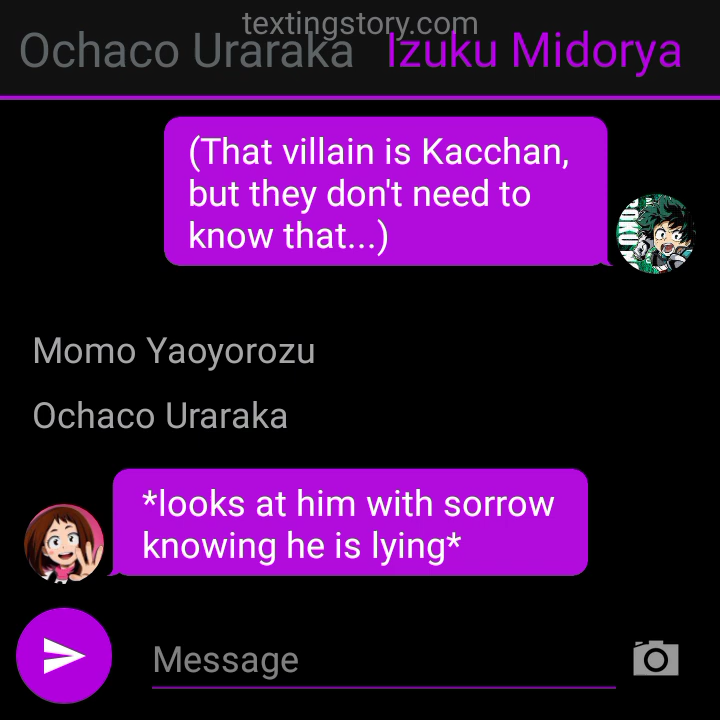 textingstory.com
Ochaco Uraraka Izuku Midorya
(That villain is Kacchan,
but they don't need to
know that...)
Momo Yaoyorozu
Ochaco Uraraka
*looks at him with sorrow
knowing he is lying*
Message